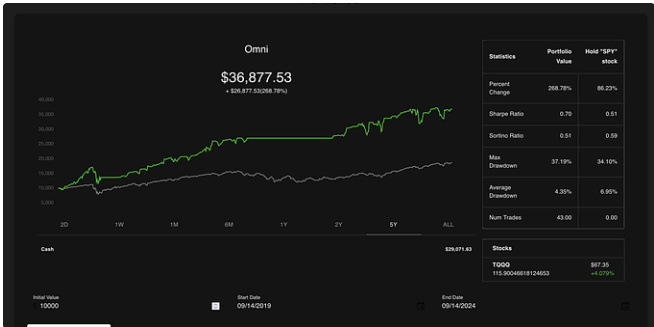 Omni
$36,877.53
+ $26,877.53(268.78%)
40,000
35,000
30,000
25,000
20,000
15,000
10,000
5,000
2D 1W 1M 6M 1Y 2Y 5Y ALL
Cash $29,071.63
Statistics Portfolio Value Hold "SPY" stock
Percent Change 268.78% 86.23%
Sharpe Ratio 0.70 0.51
Sortino Ratio 0.51 0.59
Max Drawdown 37.19% 34.10%
Average Drawdown 4.35% 6.95%
Num Trades 43.00 0.00
Stocks
TQQQ $67.35
115.90046618124653 +4.079%
Initial Value Start Date End Date
10000 09/14/2019 09/14/2024